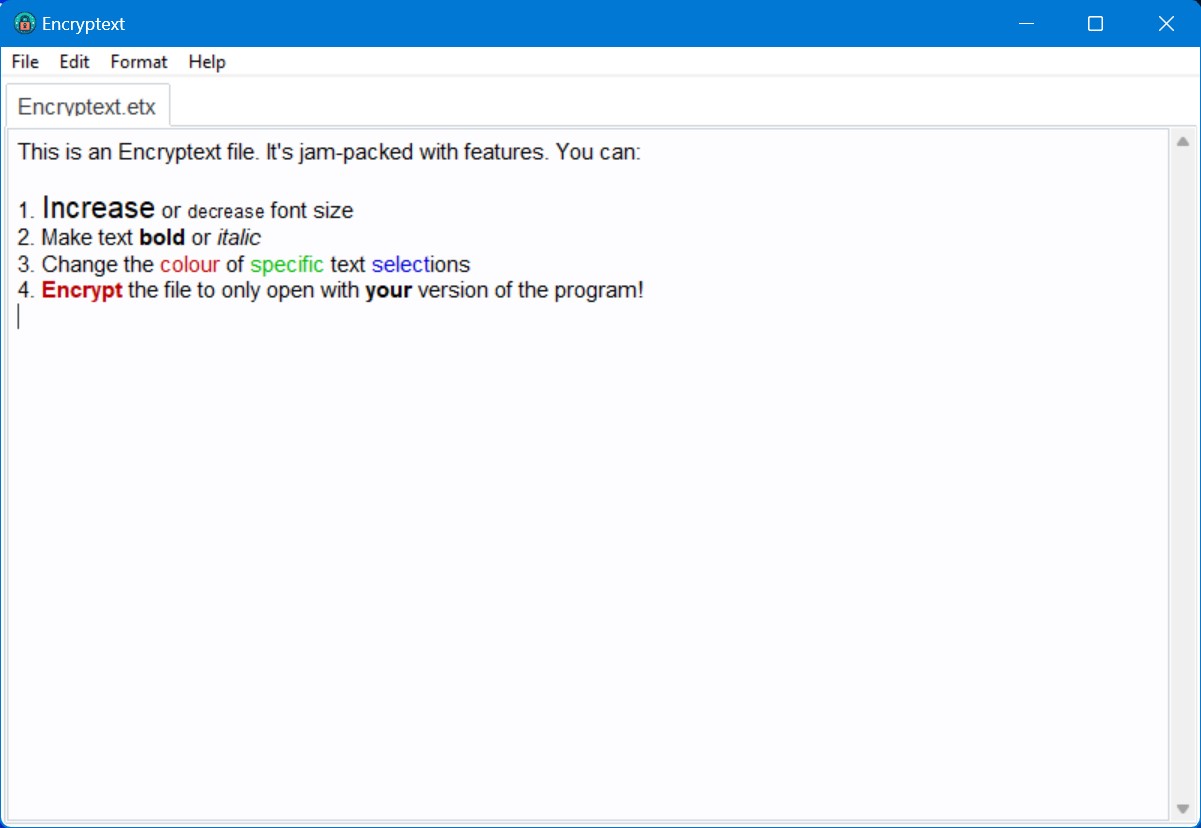 Encryptext
File Edit Format Help
Encryptext.etx
This is an Encryptext file. It's jam-packed with features. You can:
1. Increase or decrease font size
2. Make text bold or italic
3. Change the colour of specific text selections
4. Encrypt the file to only open with your version of the program!